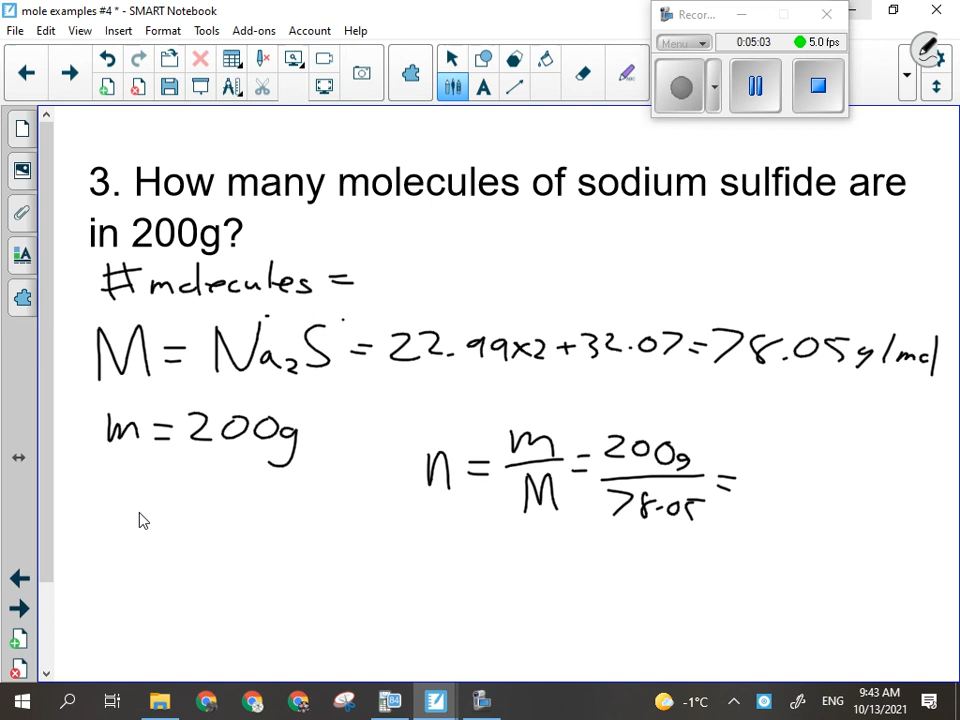 mole examples #4 * - SMART Notebook
Recor...
File Edit View Insert Format Tools Add-ons Account Help
Menu
0:05:03
5.0 fps
A
3. How many molecules of sodium sulfide are
in 200g?
#molecules =
M = Na₂S = 22.99x2+32.07=78.05g/mol
m = 200g
n = m/M = 200g/78.05 =
-1°C
ENG
9:43 AM
10/13/2021